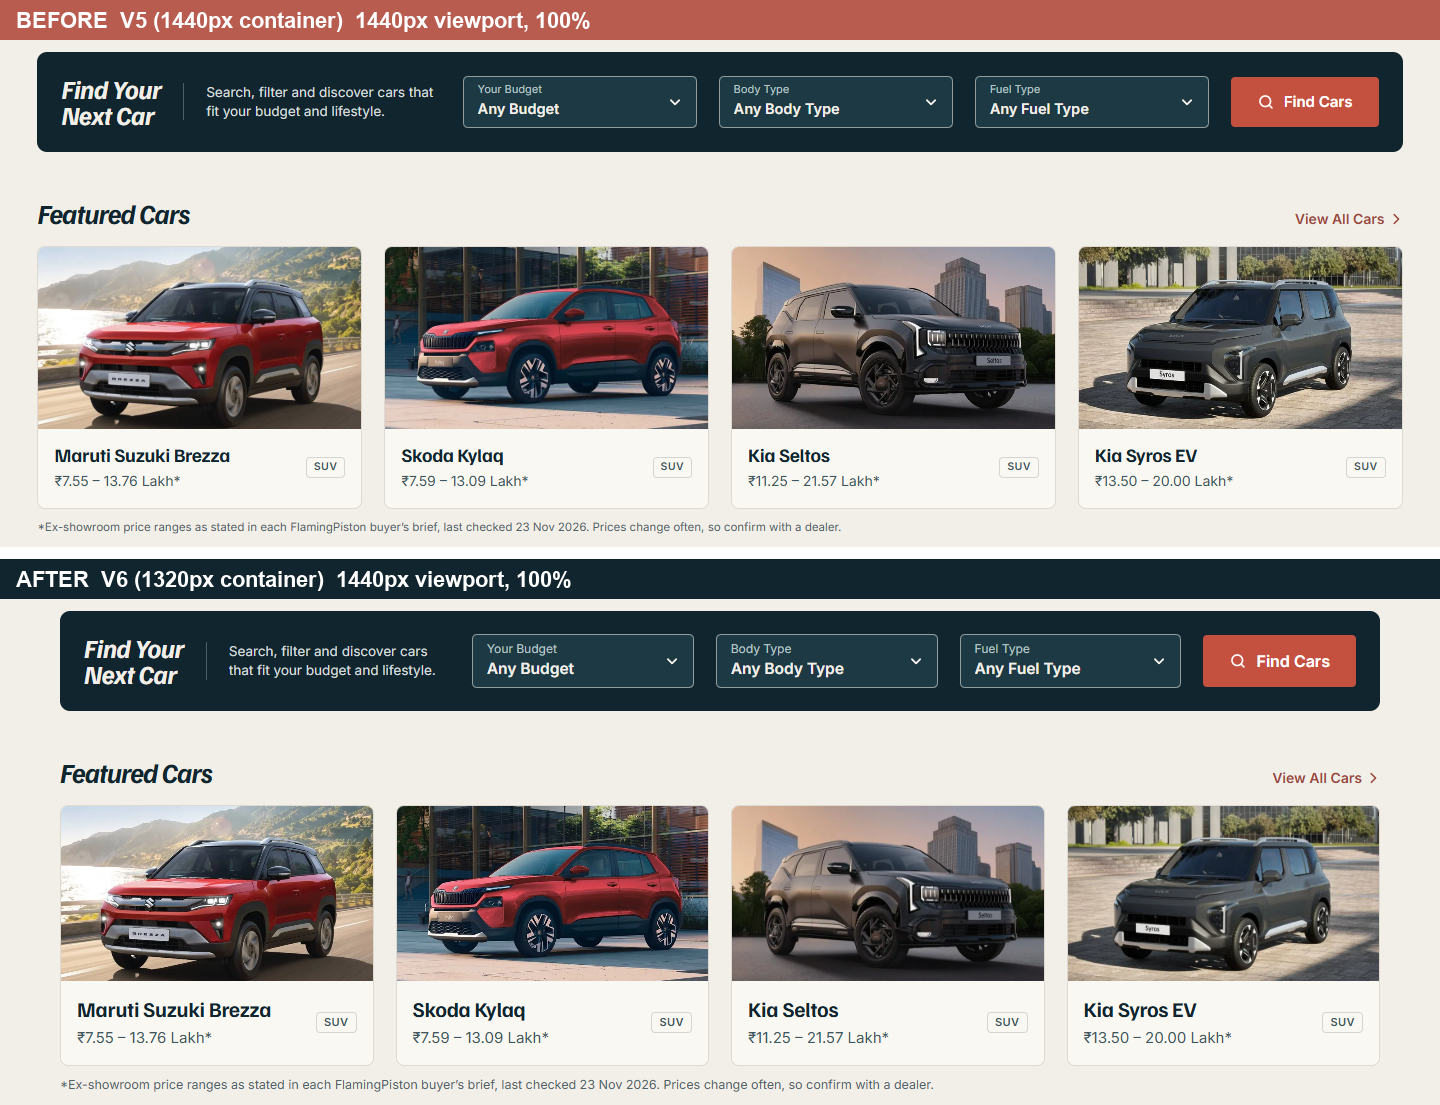 BEFORE  V5 (1440px container)  1440px viewport, 100%
Find Your
Next Car
Search, filter and discover cars that
fit your budget and lifestyle.
Your Budget
Any Budget
Body Type
Any Body Type
Fuel Type
Any Fuel Type
Find Cars
Featured Cars
View All Cars
BREZZA
Seltos
Syros
Maruti Suzuki Brezza
₹7.55 – 13.76 Lakh*
SUV
Skoda Kylaq
₹7.59 – 13.09 Lakh*
SUV
Kia Seltos
₹11.25 – 21.57 Lakh*
SUV
Kia Syros EV
₹13.50 – 20.00 Lakh*
SUV
*Ex-showroom price ranges as stated in each FlamingPiston buyer’s brief, last checked 23 Nov 2026. Prices change often, so confirm with a dealer.
AFTER  V6 (1320px container)  1440px viewport, 100%
Find Your
Next Car
Search, filter and discover cars
that fit your budget and lifestyle.
Your Budget
Any Budget
Body Type
Any Body Type
Fuel Type
Any Fuel Type
Find Cars
Featured Cars
View All Cars
BREZZA
Seltos
Syros
Maruti Suzuki Brezza
₹7.55 – 13.76 Lakh*
SUV
Skoda Kylaq
₹7.59 – 13.09 Lakh*
SUV
Kia Seltos
₹11.25 – 21.57 Lakh*
SUV
Kia Syros EV
₹13.50 – 20.00 Lakh*
SUV
*Ex-showroom price ranges as stated in each FlamingPiston buyer’s brief, last checked 23 Nov 2026. Prices change often, so confirm with a dealer.